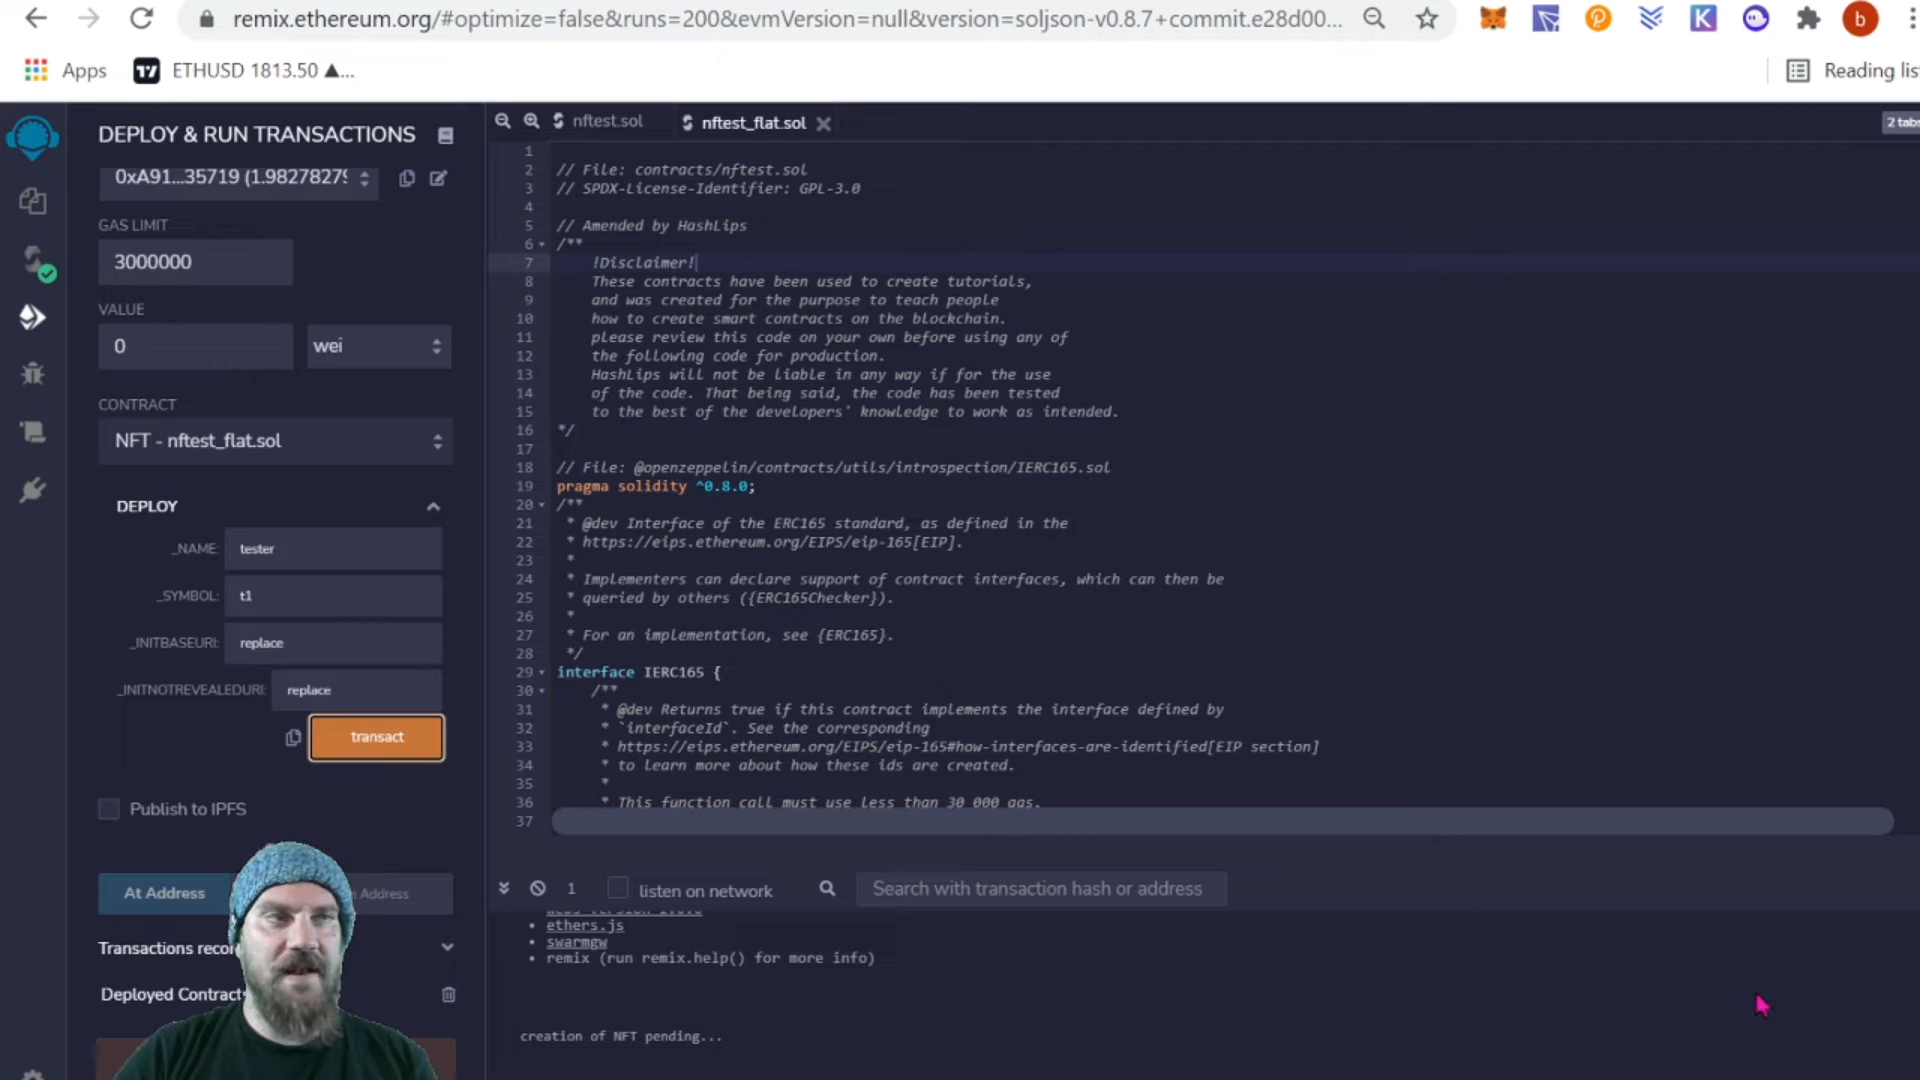 remix.ethereum.org/#optimize=false&runs=200&evmVersion=null&version=soljson-v0.8.7+commit.e28d00...
b
Apps
ETHUSD 1813.50 ▲...
Reading lis
DEPLOY & RUN TRANSACTIONS
0xA91...35719 (1.98278279
GAS LIMIT
3000000
VALUE
0
wei
CONTRACT
NFT - nftest_flat.sol
DEPLOY
_NAME: tester
_SYMBOL: t1
_INITBASEURI: replace
_INITNOTREVEALEDURI: replace
transact
Publish to IPFS
At Address
Address
Transactions recor
Deployed Contract
nftest.sol
nftest_flat.sol
2 tabs
1
2 // File: contracts/nftest.sol
3 // SPDX-License-Identifier: GPL-3.0
4
5 // Amended by HashLips
6 /**
7 !Disclaimer!
8 These contracts have been used to create tutorials,
9 and was created for the purpose to teach people
10 how to create smart contracts on the blockchain.
11 please review this code on your own before using any of
12 the following code for production.
13 HashLips will not be liable in any way if for the use
14 of the code. That being said, the code has been tested
15 to the best of the developers' knowledge to work as intended.
16 */
17
18 // File: @openzeppelin/contracts/utils/introspection/IERC165.sol
19 pragma solidity ^0.8.0;
20 /**
21 * @dev Interface of the ERC165 standard, as defined in the
22 * https://eips.ethereum.org/EIPS/eip-165[EIP].
23 *
24 * Implementers can declare support of contract interfaces, which can then be
25 * queried by others ({ERC165Checker}).
26 *
27 * For an implementation, see {ERC165}.
28 */
29 interface IERC165 {
30 /**
31 * @dev Returns true if this contract implements the interface defined by
32 * `interfaceId`. See the corresponding
33 * https://eips.ethereum.org/EIPS/eip-165#how-interfaces-are-identified[EIP section]
34 * to learn more about how these ids are created.
35 *
36 * This function call must use less than 30 000 gas.
37
1
listen on network
Search with transaction hash or address
• ethers.js
• swarmgw
• remix (run remix.help() for more info)
creation of NFT pending...